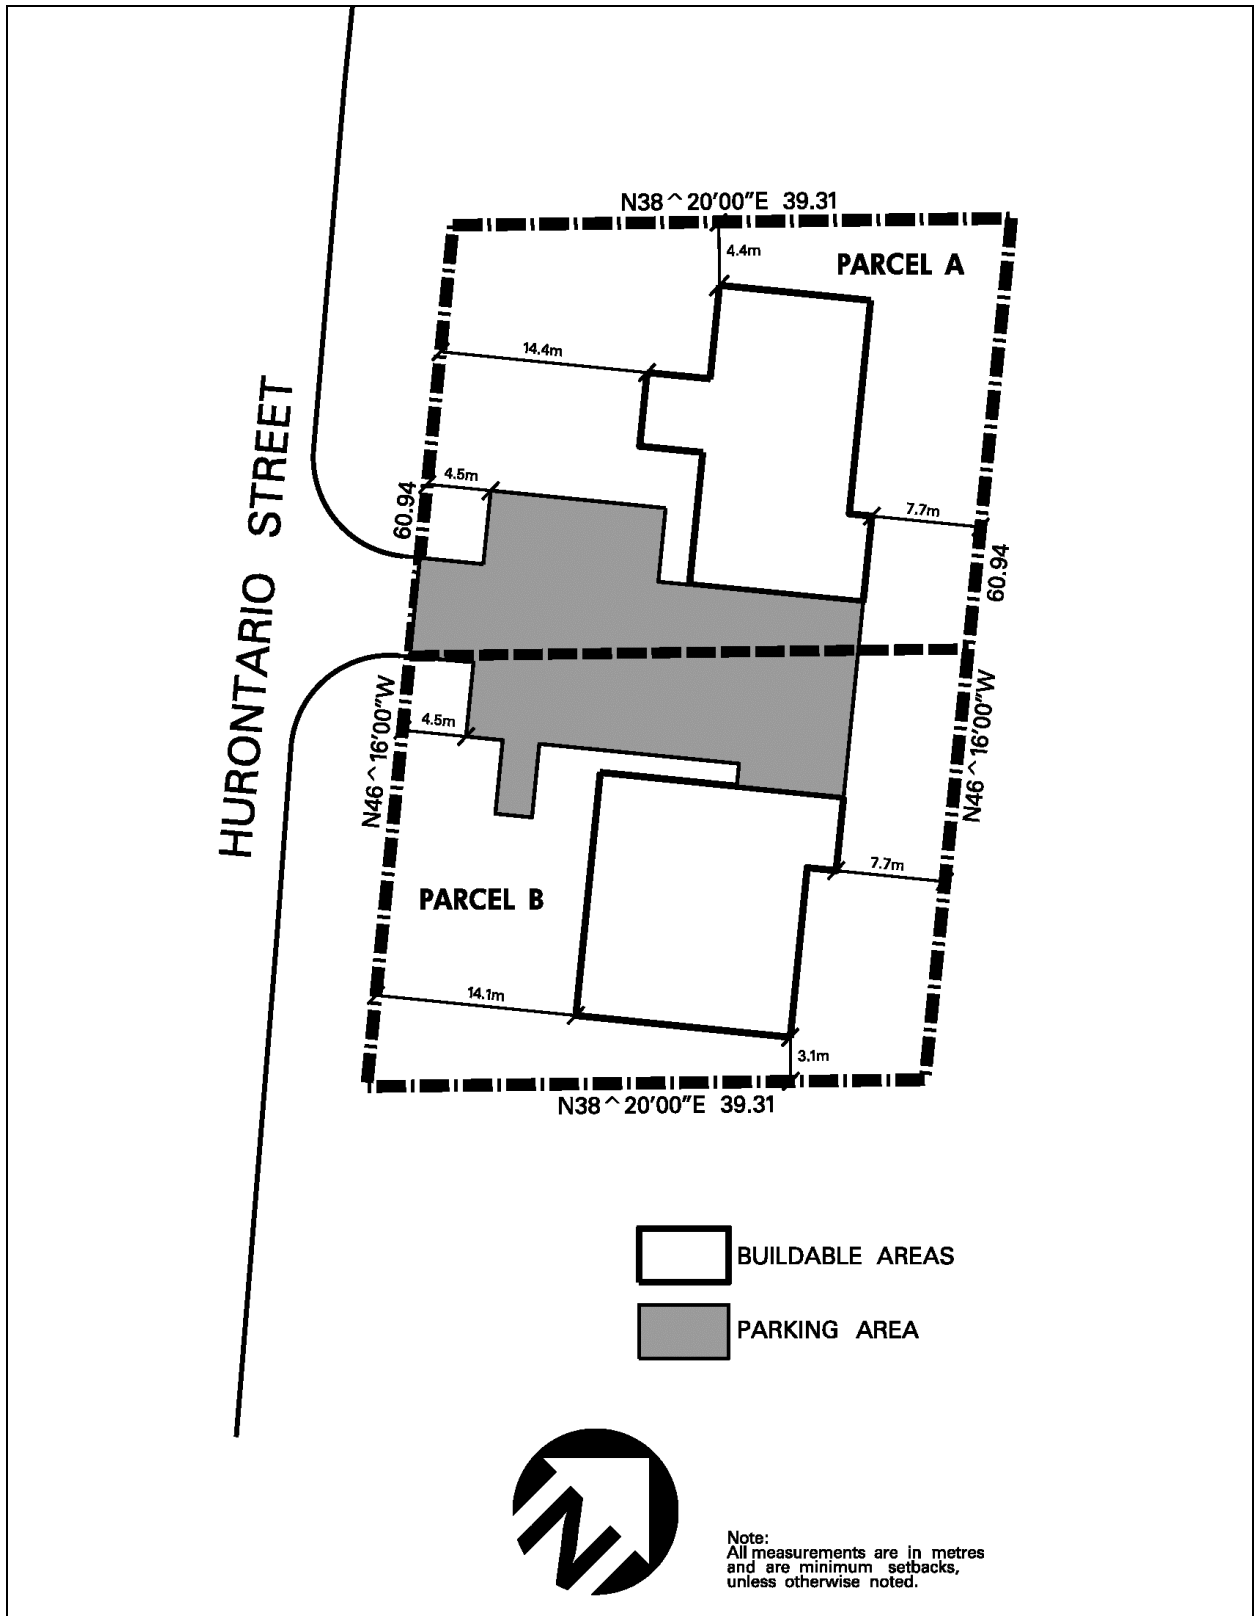 N38^20'00"E 39.31
4.4m
PARCEL A
14.4m
4.5m
7.7m
60.94
60.94
HURONTARIO STREET
N46^16'00"W
N46^16'00"W
4.5m
7.7m
PARCEL B
14.1m
3.1m
N38^20'00"E 39.31
BUILDABLE AREAS
PARKING AREA
N
Note:
All measurements are in metres
and are minimum setbacks,
unless otherwise noted.